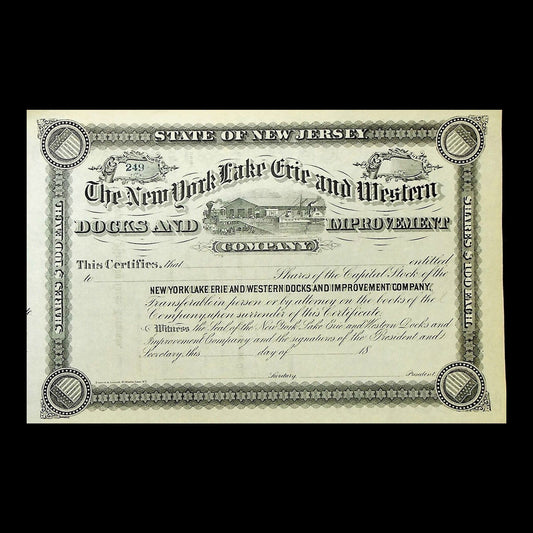 STATE OF NEW JERSEY.
249
The New York Lake Erie and Western
DOCKS AND IMPROVEMENT
COMPANY
SHARES $100 EACH.
SHARES $100 EACH.
This Certifies, that entitled
to Shares of the Capital Stock of the
NEW YORK LAKE ERIE AND WESTERN DOCKS AND IMPROVEMENT COMPANY,
Transferable in person or by attorney on the books of the
Company upon surrender of this Certificate.
Witness the Seal of the New York Lake Erie and Western Docks and
Improvement Company and the signatures of the President and
Secretary, this day of 18
Secretary. President.